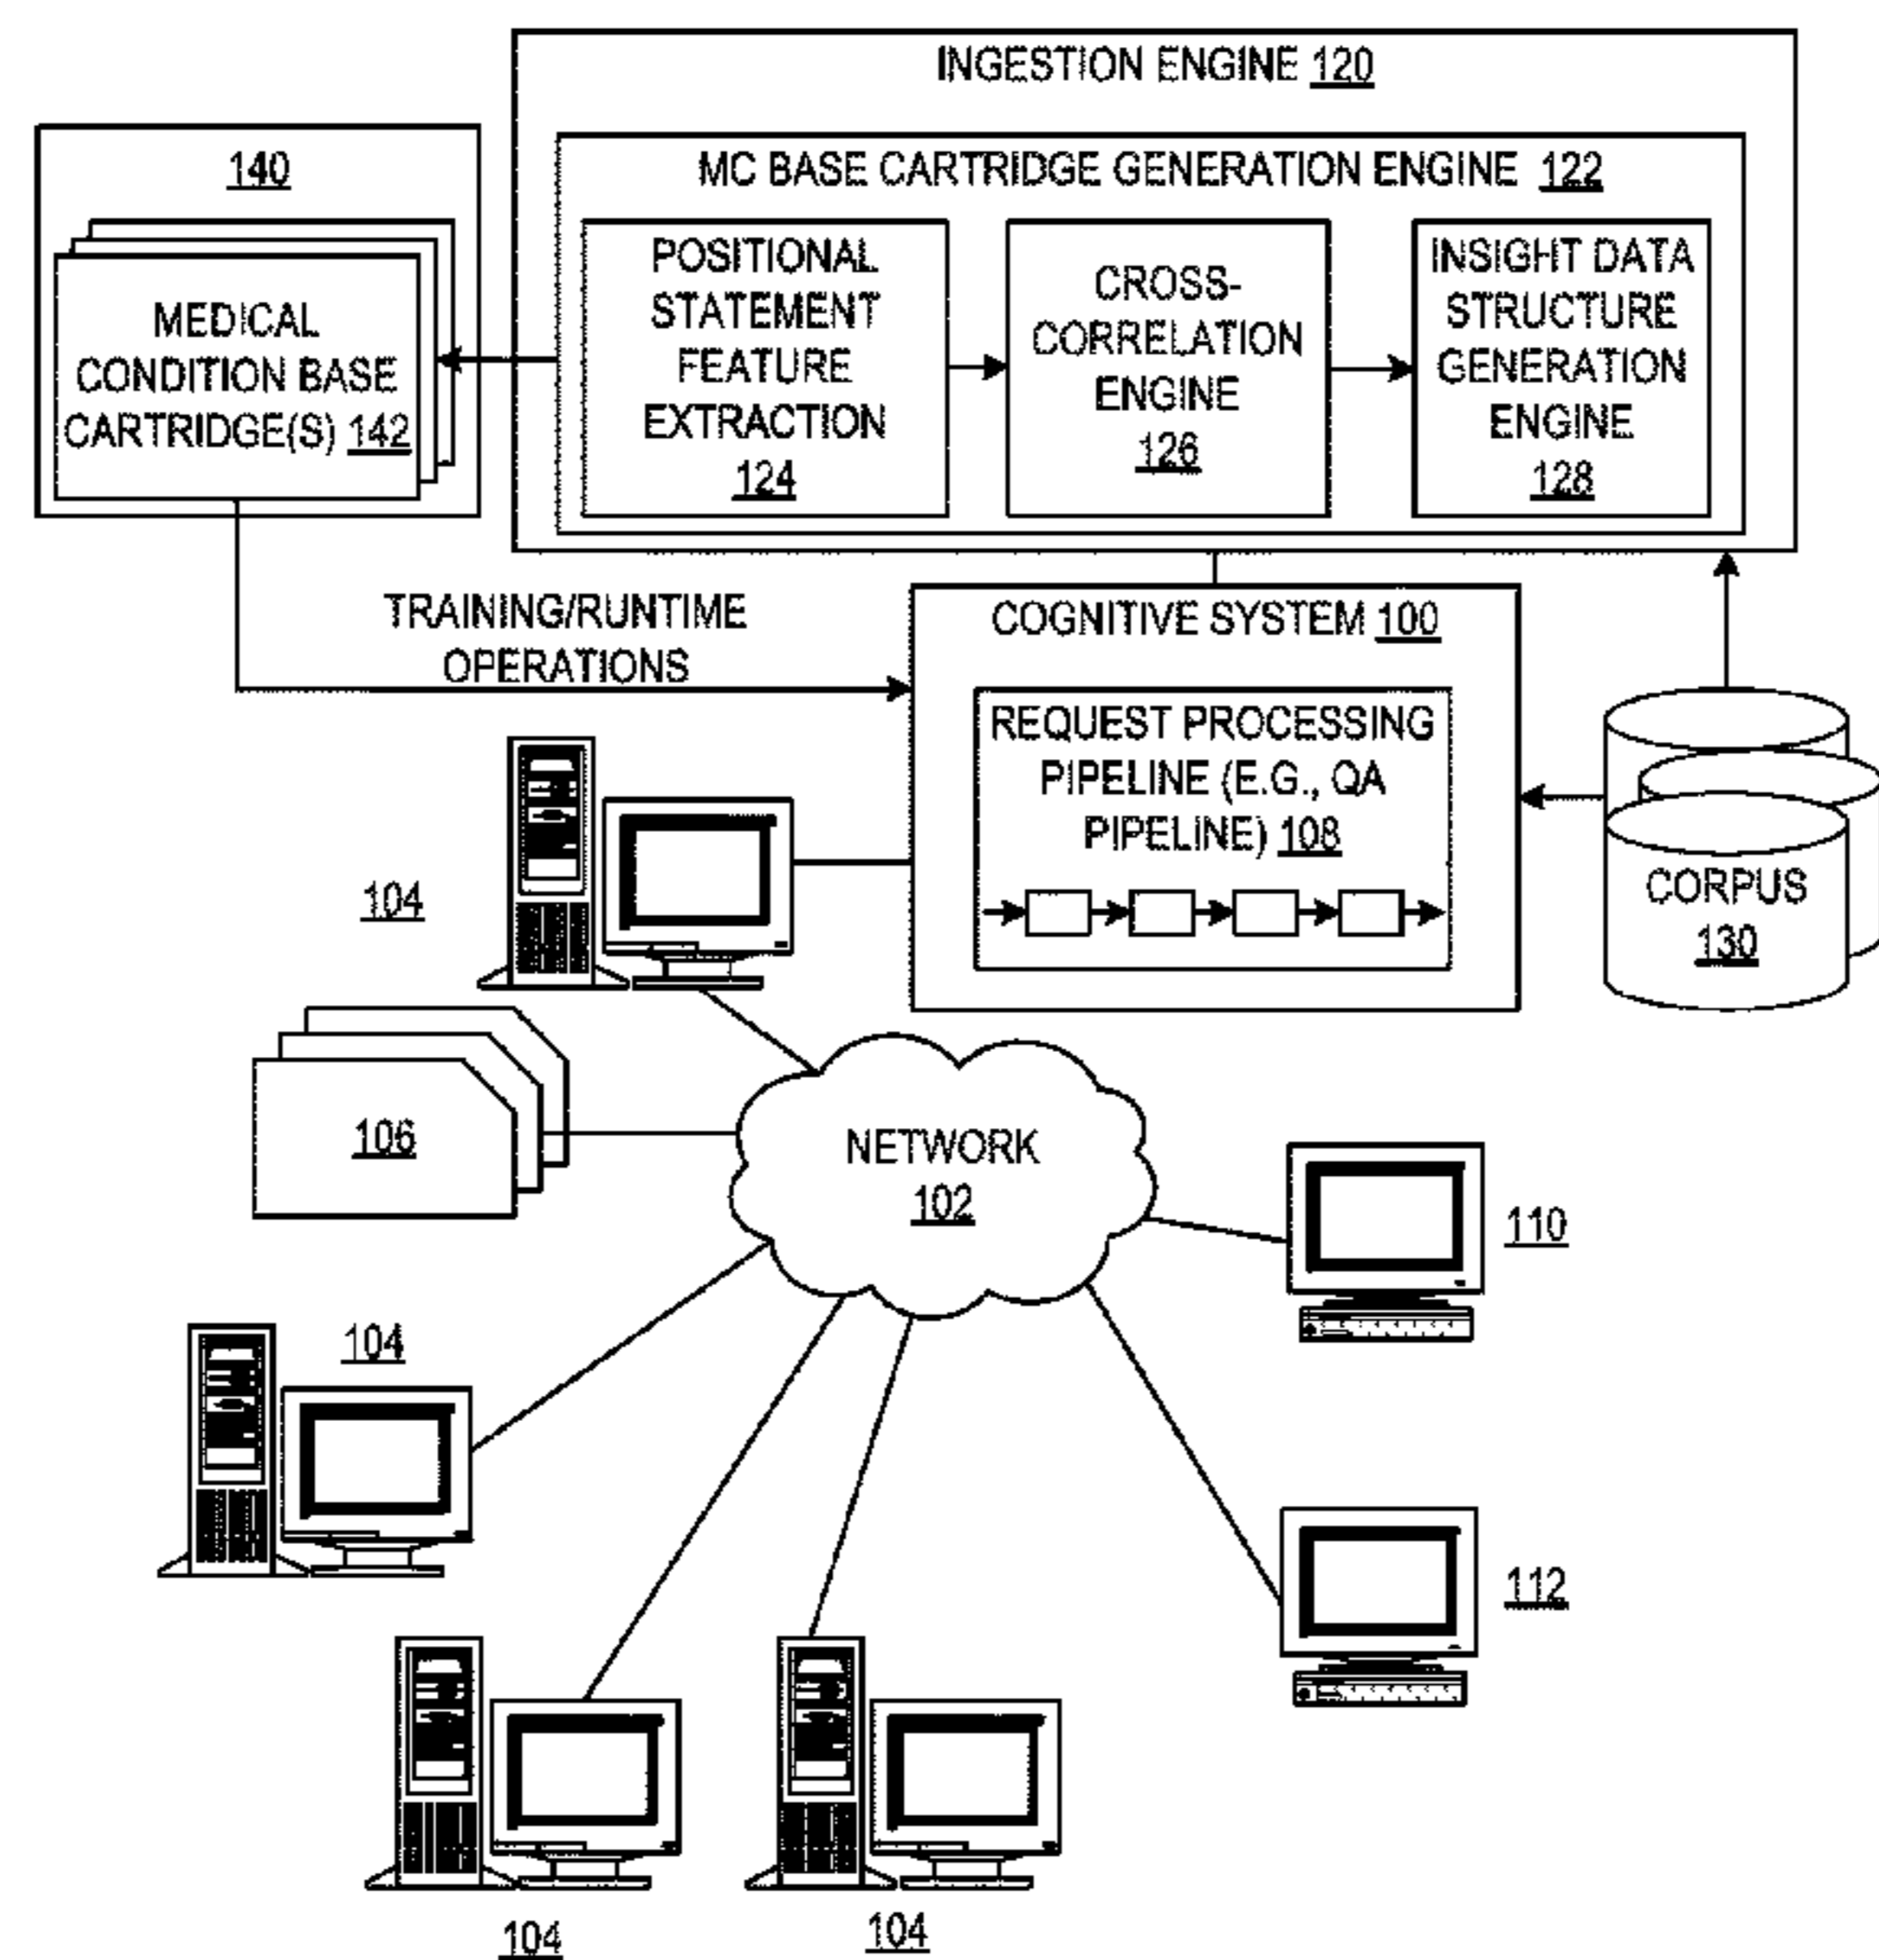 INGESTION ENGINE 120
140
MC BASE CARTRIDGE GENERATION ENGINE 122
MEDICAL
CONDITION BASE
CARTRIDGE(S) 142
POSITIONAL
STATEMENT
FEATURE
EXTRACTION
124
CROSS-
CORRELATION
ENGINE
126
INSIGHT DATA
STRUCTURE
GENERATION
ENGINE
128
TRAINING/RUNTIME
OPERATIONS
COGNITIVE SYSTEM 100
REQUEST PROCESSING
PIPELINE (E.G., QA
PIPELINE) 108
CORPUS
130
104
106
NETWORK
102
110
104
112
104
104